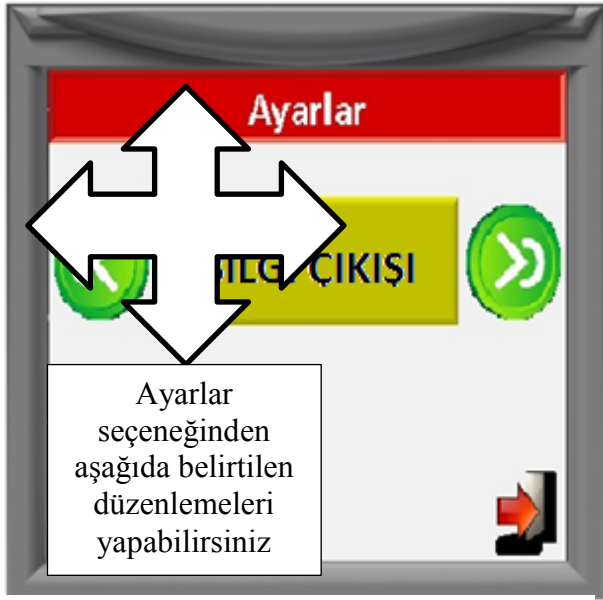 Ayarlar
ÇIKIŞI
Ayarlar
seçeneğinden
aşağıda belirtilen
düzenlemeleri
yapabilirsiniz